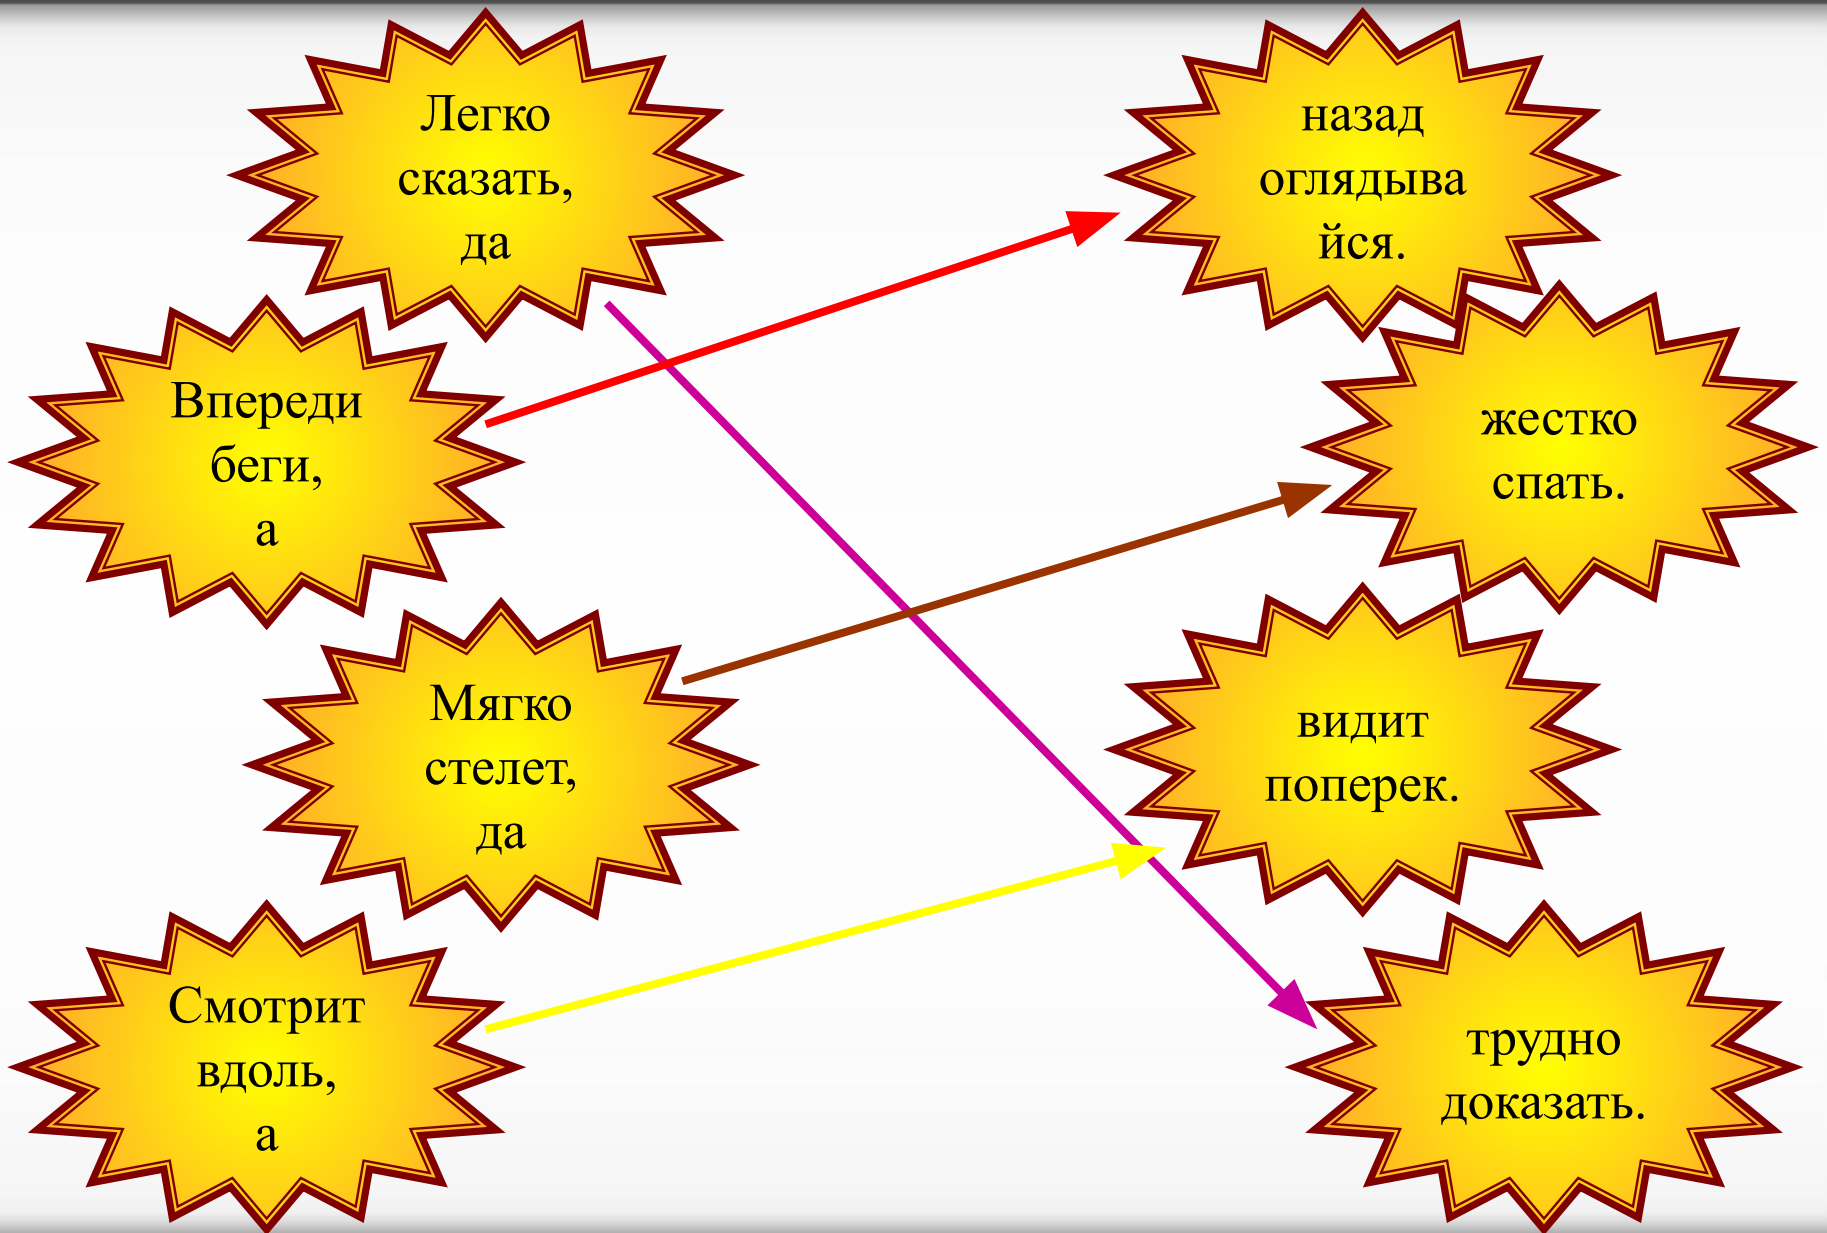 Легко
сказать,
да
назад
оглядыва
йся.
Впереди
беги,
а
жестко
спать.
Мягко
стелет,
да
видит
поперек.
Смотрит
вдоль,
а
трудно
доказать.